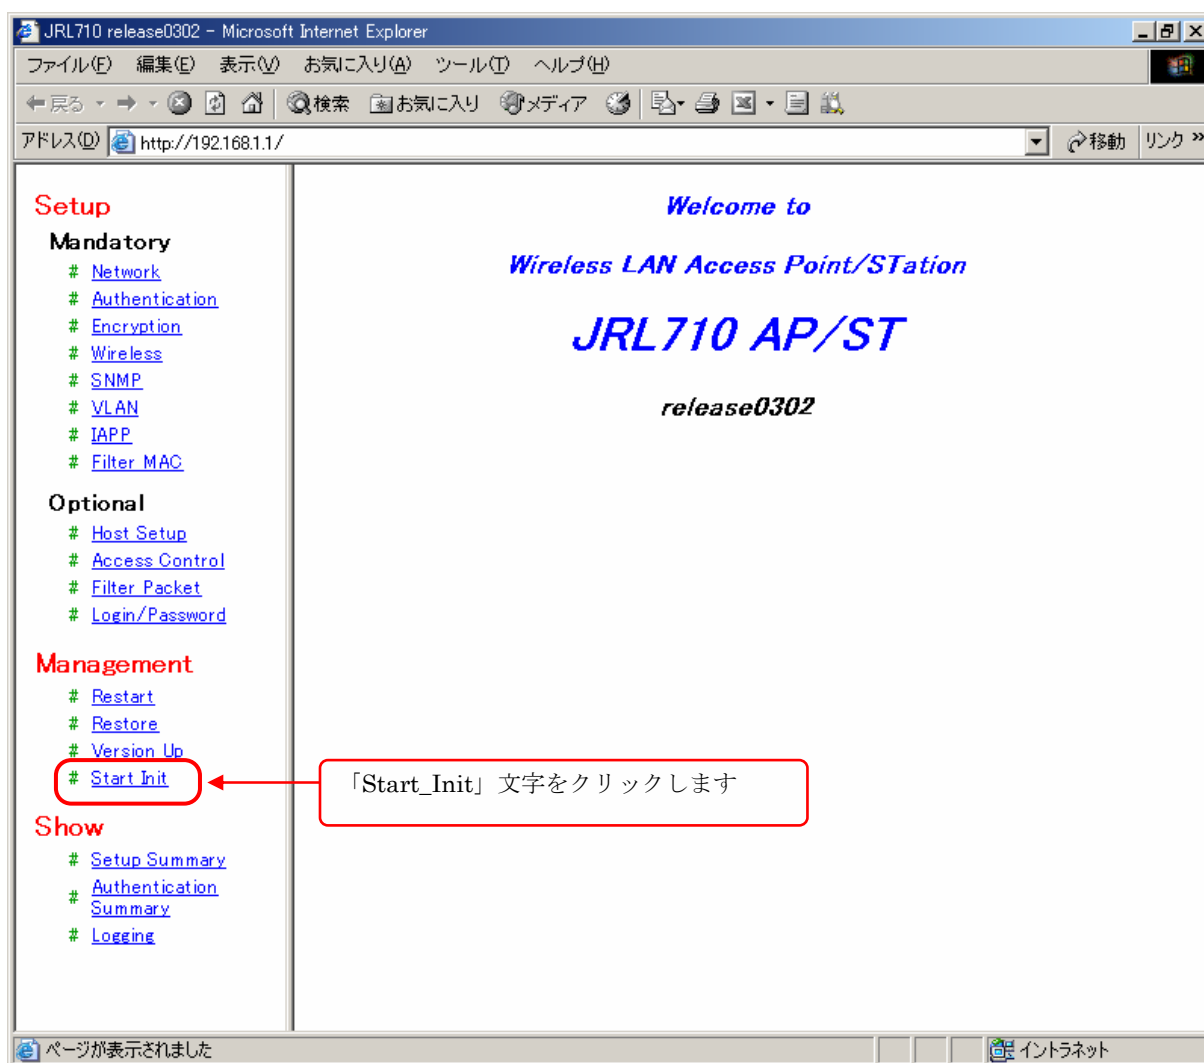 JRL710 release0302 - Microsoft Internet Explorer
ファイル(F) 編集(E) 表示(V) お気に入り(A) ツール(T) ヘルプ(H)
戻る 検索 お気に入り メディア
アドレス(D) http://192.168.1.1/ 移動 リンク »
Setup
Mandatory
# Network
# Authentication
# Encryption
# Wireless
# SNMP
# VLAN
# IAPP
# Filter MAC
Optional
# Host Setup
# Access Control
# Filter Packet
# Login/Password
Management
# Restart
# Restore
# Version Up
# Start Init
Show
# Setup Summary
# Authentication
Summary
# Logging
Welcome to
Wireless LAN Access Point/STation
JRL710 AP/ST
release0302
「Start_Init」文字をクリックします
ページが表示されました イントラネット